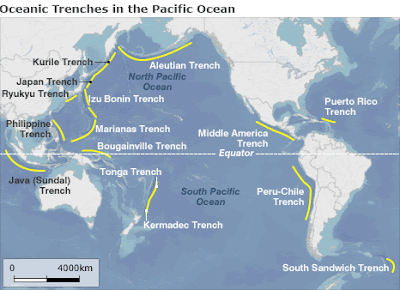 Oceanic Trenches in the Pacific Ocean
Kurile Trench
Aleutian Trench
North Pacific
Ocean
Japan Trench
Ryukyu Trench
Izu Bonin Trench
Puerto Rico
Trench
Philippine
Trench
Marianas Trench
Middle America
Trench
Bougainville Trench
Equator
Java (Sundal)
Trench
Tonga Trench
South Pacific
Ocean
Peru-Chile
Trench
Kermadec Trench
South Sandwich Trench
0 4000km